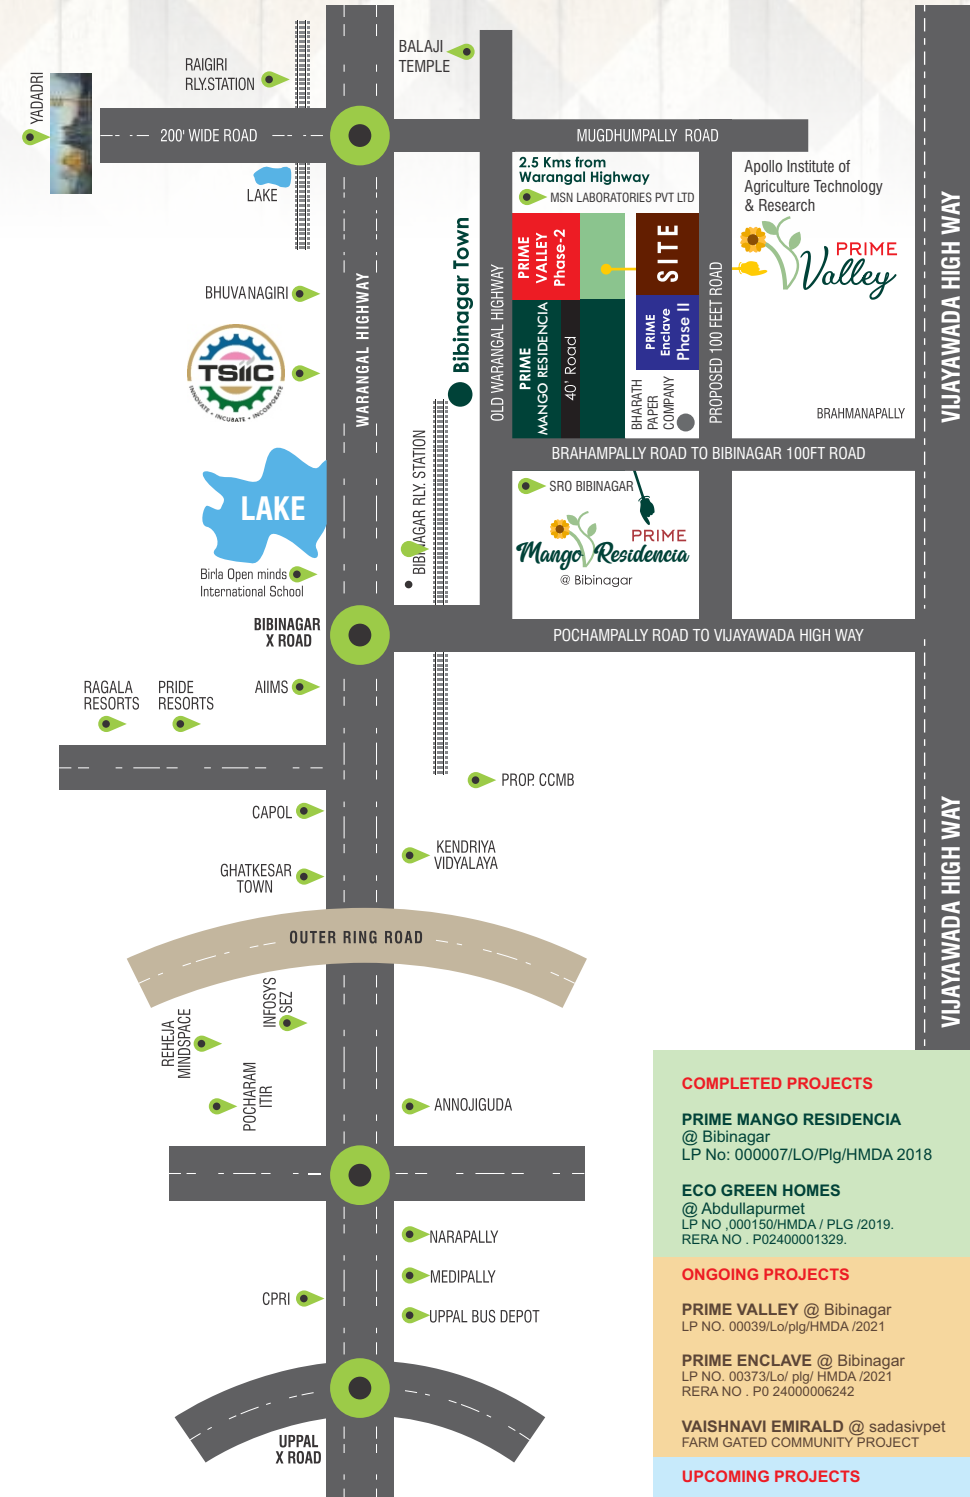 BALAJI
TEMPLE
RAIGIRI
RLY.STATION
YADADRI
200' WIDE ROAD
MUGDHUMPALLY ROAD
2.5 Kms from
Warangal Highway
MSN LABORATORIES PVT LTD
Apollo Institute of
Agriculture Technology
& Research
LAKE
PRIME
VALLEY
Phase-2
SITE
PRIME
Valley
Bibinagar Town
OLD WARANGAL HIGHWAY
PROPOSED 100 FEET ROAD
VIJAYAWADA HIGH WAY
BHUVANAGIRI
WARANGAL HIGHWAY
PRIME
MANGO RESIDENCIA
40' Road
PRIME
Enclave
Phase II
TSIIC
INNOVATE • INCUBATE • INCORPORATE
BHARATH
PAPER
COMPANY
BRAHMANAPALLY
BRAHAMPALLY ROAD TO BIBINAGAR 100FT ROAD
BIBINAGAR RLY. STATION
SRO BIBINAGAR
LAKE
PRIME
Mango Residencia
@ Bibinagar
Birla Open minds
International School
BIBINAGAR
X ROAD
POCHAMPALLY ROAD TO VIJAYAWADA HIGH WAY
AIIMS
RAGALA
RESORTS
PRIDE
RESORTS
PROP. CCMB
CAPOL
KENDRIYA
VIDYALAYA
GHATKESAR
TOWN
VIJAYAWADA HIGH WAY
OUTER RING ROAD
INFOSYS
SEZ
REHEJA
MINDSPACE
POCHARAM
ITIR
ANNOJIGUDA
NARAPALLY
MEDIPALLY
CPRI
UPPAL BUS DEPOT
UPPAL
X ROAD
COMPLETED PROJECTS
PRIME MANGO RESIDENCIA
@ Bibinagar
LP No: 000007/LO/Plg/HMDA 2018
ECO GREEN HOMES
@ Abdullapurmet
LP NO ,000150/HMDA / PLG /2019.
RERA NO . P02400001329.
ONGOING PROJECTS
PRIME VALLEY @ Bibinagar
LP NO. 00039/Lo/plg/HMDA /2021
PRIME ENCLAVE @ Bibinagar
LP NO. 00373/Lo/ plg/ HMDA /2021
RERA NO . P0 24000006242
VAISHNAVI EMIRALD @ sadasivpet
FARM GATED COMMUNITY PROJECT
UPCOMING PROJECTS